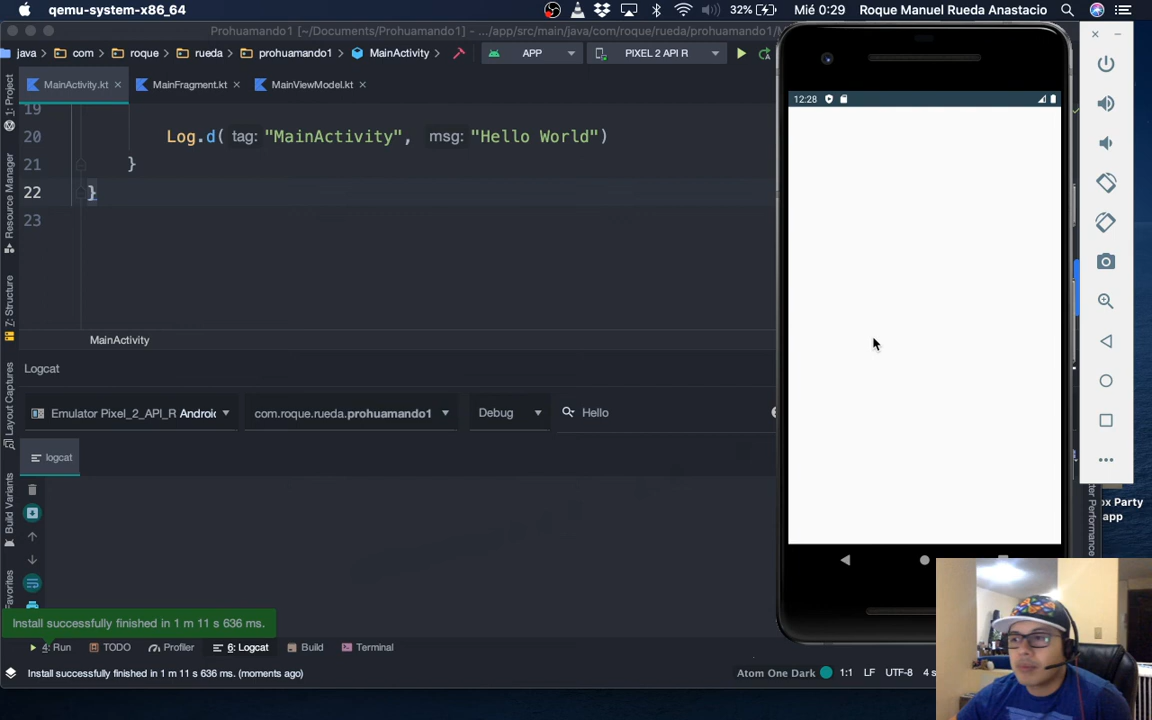 qemu-system-x86_64
32%
Mié 0:29
Roque Manuel Rueda Anastacio
Prohuamando1 [~/Documents/Prohuamando1] - .../app/src/main/java/com/roque/rueda/prohuamando1/
java
com
roque
rueda
prohuamando1
MainActivity
APP
PIXEL 2 API R
MainActivity.kt
MainFragment.kt
MainViewModel.kt
1: Project
Resource Manager
7: Structure
Layout Captures
Build Variants
Favorites
19
20 Log.d( tag: "MainActivity", msg: "Hello World")
21 }
22 }
23
MainActivity
Logcat
Emulator Pixel_2_API_R Android
com.roque.rueda.prohuamando1
Debug
Hello
logcat
12:28
Install successfully finished in 1 m 11 s 636 ms.
4: Run
TODO
Profiler
6: Logcat
Build
Terminal
Install successfully finished in 1 m 11 s 636 ms. (moments ago)
Atom One Dark
1:1
LF
UTF-8
4 s
ox Party
app